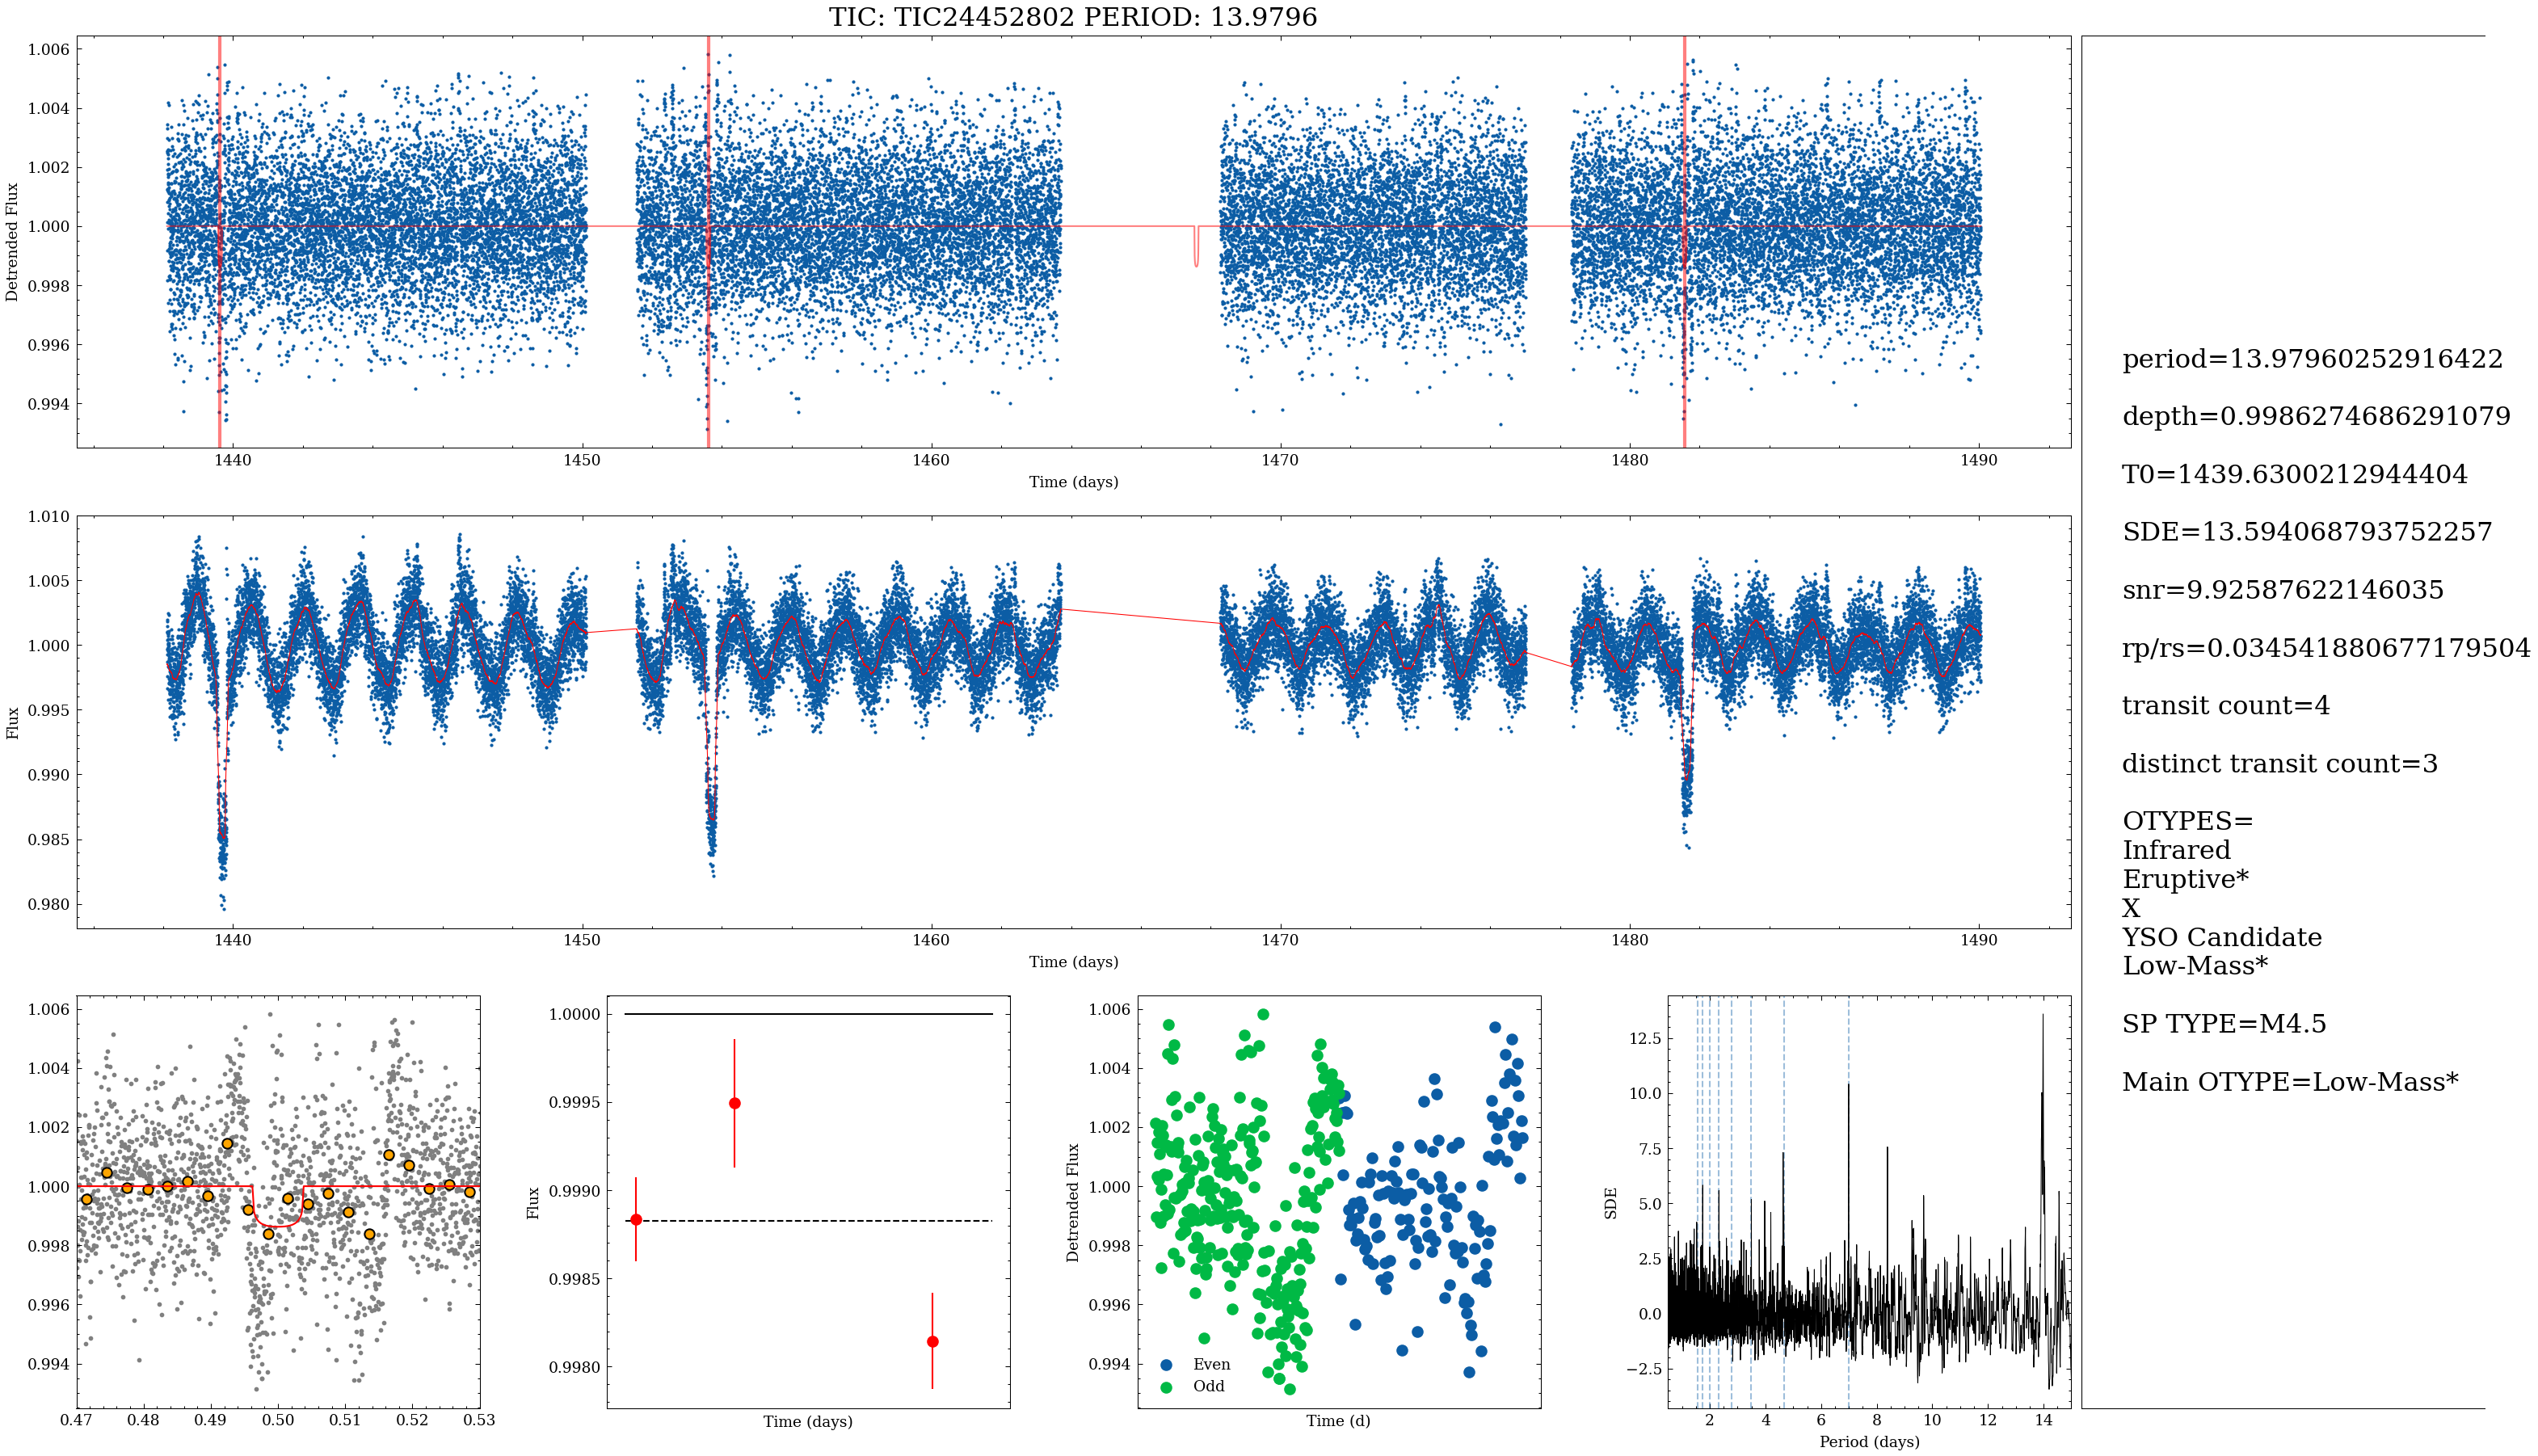 TIC: TIC24452802 PERIOD: 13.9796
1.006
1.004
1.002
1.000
0.998
0.996
0.994
Detrended Flux
1440
1450
1460
1470
1480
1490
Time (days)
1.010
1.005
1.000
0.995
0.990
0.985
0.980
Flux
1440
1450
1460
1470
1480
1490
Time (days)
1.006
1.004
1.002
1.000
0.998
0.996
0.994
0.47
0.48
0.49
0.50
0.51
0.52
0.53
1.0000
0.9995
0.9990
0.9985
0.9980
Flux
Time (days)
1.006
1.004
1.002
1.000
0.998
0.996
0.994
Detrended Flux
Even
Odd
Time (d)
12.5
10.0
7.5
5.0
2.5
0.0
−2.5
SDE
2
4
6
8
10
12
14
Period (days)
period=13.97960252916422
depth=0.9986274686291079
T0=1439.6300212944404
SDE=13.594068793752257
snr=9.92587622146035
rp/rs=0.034541880677179504
transit count=4
distinct transit count=3
OTYPES=
Infrared
Eruptive*
X
YSO Candidate
Low-Mass*
SP TYPE=M4.5
Main OTYPE=Low-Mass*